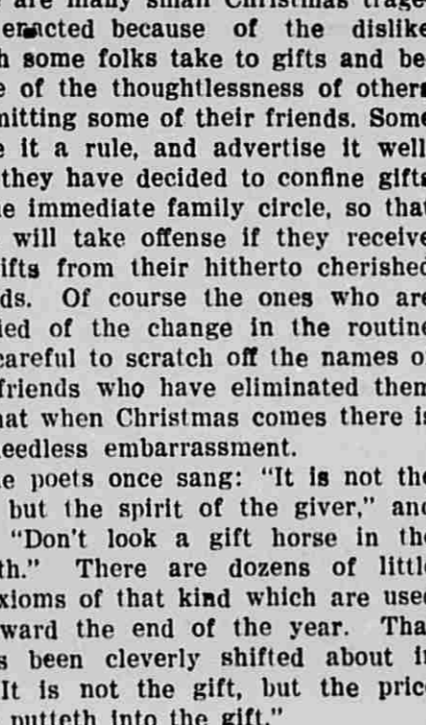 are many small Christmas trage-
enacted because of the dislike
h some folks take to gifts and be-
e of the thoughtlessness of others
mitting some of their friends. Some
e it a rule, and advertise it well
they have decided to confine gifts
e immediate family circle, so that
will take offense if they receive
ifts from their hitherto cherished
ds. Of course the ones who are
ied of the change in the routine
careful to scratch off the names o
friends who have eliminated them
hat when Christmas comes there is
eedless embarrassment.
e poets once sang: "It is not the
but the spirit of the giver," and
"Don't look a gift horse in the
th." There are dozens of little
xioms of that kind which are used
ward the end of the year. Tha
s been cleverly shifted about i
It is not the gift, but the pric
putteth into the gift."